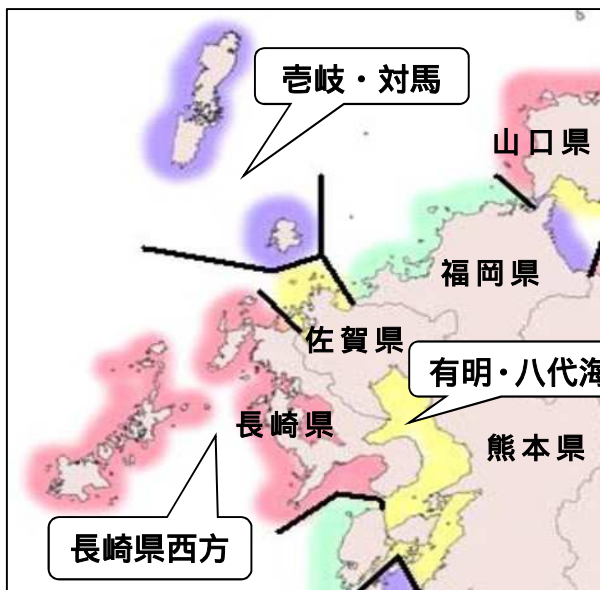 壱岐・対馬
山口県
福岡県
佐賀県
有明・八代海
長崎県
熊本県
長崎県西方